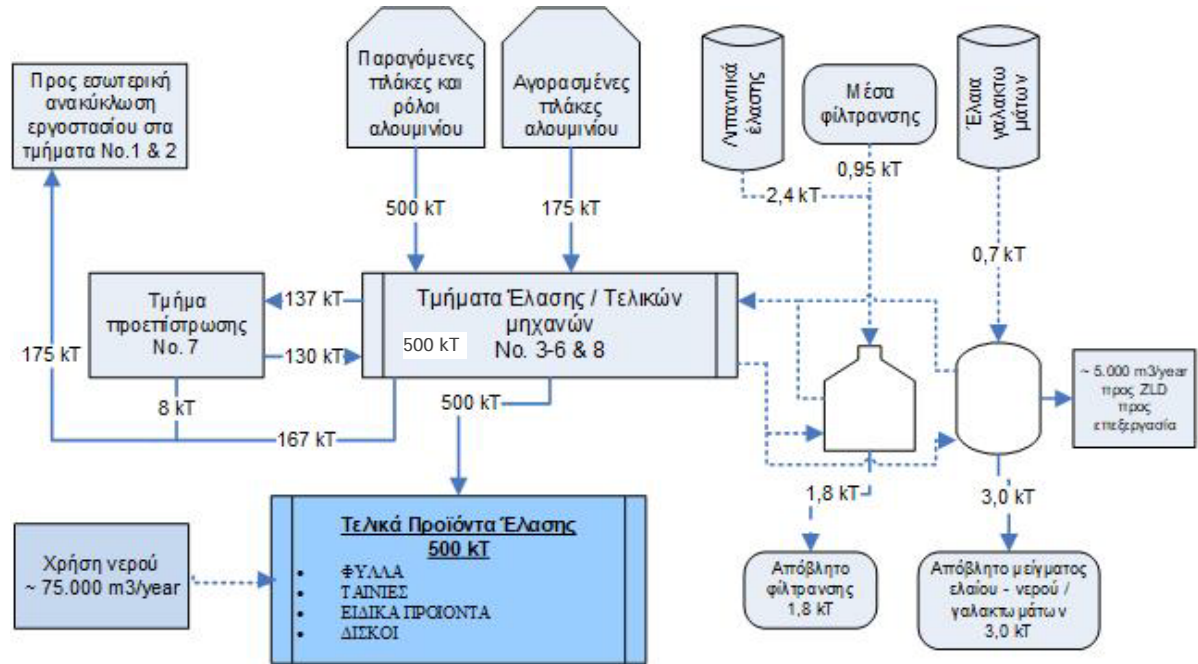 Προς εσωτερική
ανακύκλωση
εργοστασίου στα
τμήματα No.1 & 2
Παραγόμενες
πλάκες και
ρόλοι
αλουμινίου
Αγορασμένες
πλάκες
αλουμινίου
Λιπαντικά
έλασης
Μέσα
φίλτρανσης
Έλαια
γαλακτω
μάτων
0,95 kT
2,4 kT
500 kT
175 kT
0,7 kT
Τμήμα
προεπίστρωσης
No. 7
137 kT
130 kT
Τμήματα Έλασης / Τελικών
μηχανών
500 kT
No. 3-6 & 8
~ 5.000 m3/year
προς ZLD
προς
επεξεργασία
175 kT
8 kT
167 kT
500 kT
1,8 kT
3,0 kT
Χρήση νερού
~ 75.000 m3/year
Τελικά Προϊόντα Έλασης
500 kT
• ΦΥΛΛΑ
• ΤΑΙΝΙΕΣ
• ΕΙΔΙΚΑ ΠΡΟΙΟΝΤΑ
• ΔΙΣΚΟΙ
Απόβλητο
φίλτρανσης
1,8 kT
Απόβλητο μείγματος
ελαίου - νερού /
γαλακτωμάτων
3,0 kT